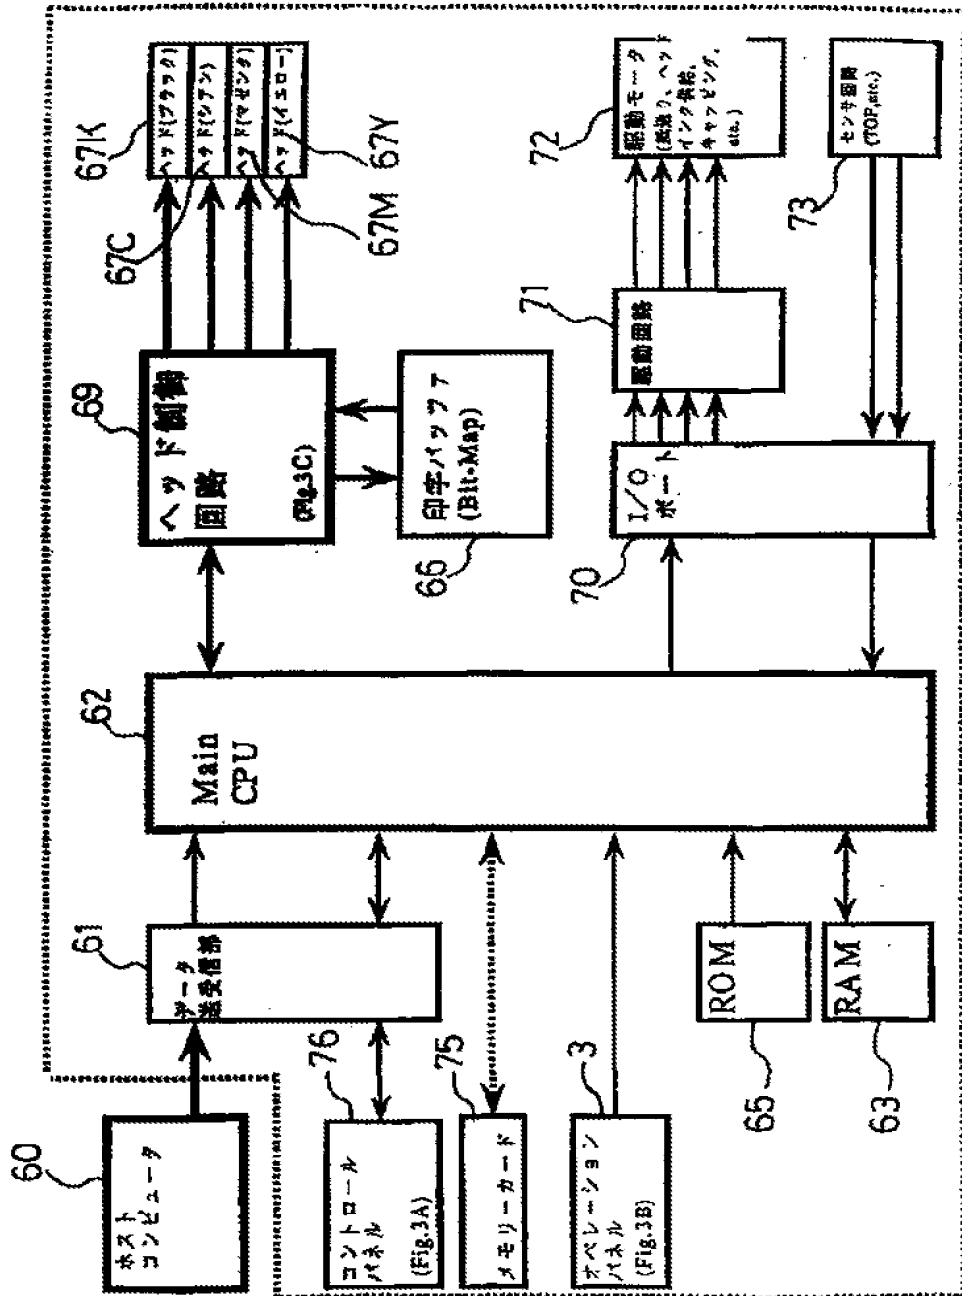 60
ホスト
コンピュータ
61
データ
送受信部
76
コントロール
パネル
(Fig.3A)
75
メモリーカード
3
オペレーション
パネル
(Fig.3B)
65
ROM
63
RAM
62
Main
CPU
69
ヘッド制御
回路
(Fig.3C)
66
印字バッファ
(Bit-Map)
67K
ヘッド(ブラック)
67C
ヘッド(シアン)
67M
ヘッド(マゼンタ)
67Y
ヘッド(イエロー)
70
I/O
ポート
71
駆動回路
72
駆動モータ
(紙送り、ヘッド
インク供給、
キャッピング、
etc.)
73
センサ回路
(TOP,etc.)